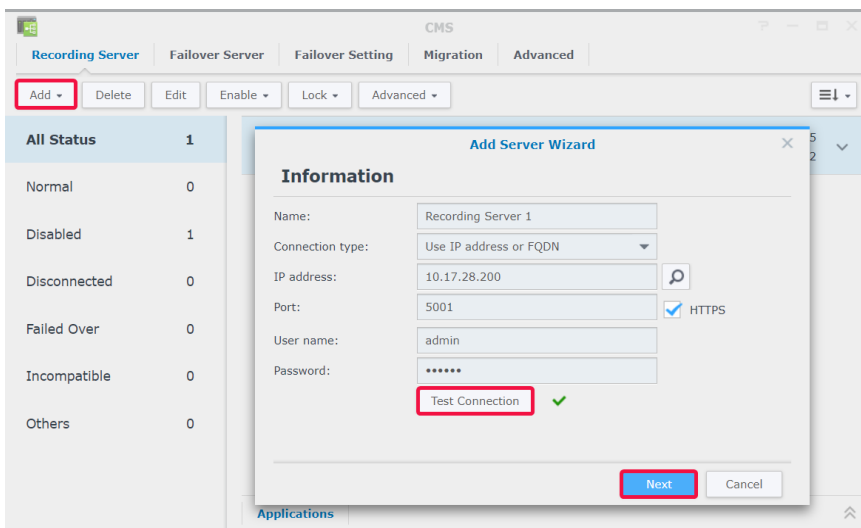 CMS
Recording Server Failover Server Failover Setting Migration Advanced
Add Delete Edit Enable Lock Advanced
All Status 1
Normal 0
Disabled 1
Disconnected 0
Failed Over 0
Incompatible 0
Others 0
5
2
Add Server Wizard
Information
Name: Recording Server 1
Connection type: Use IP address or FQDN
IP address: 10.17.28.200
Port: 5001 HTTPS
User name: admin
Password: ••••••
Test Connection
Next Cancel
Applications